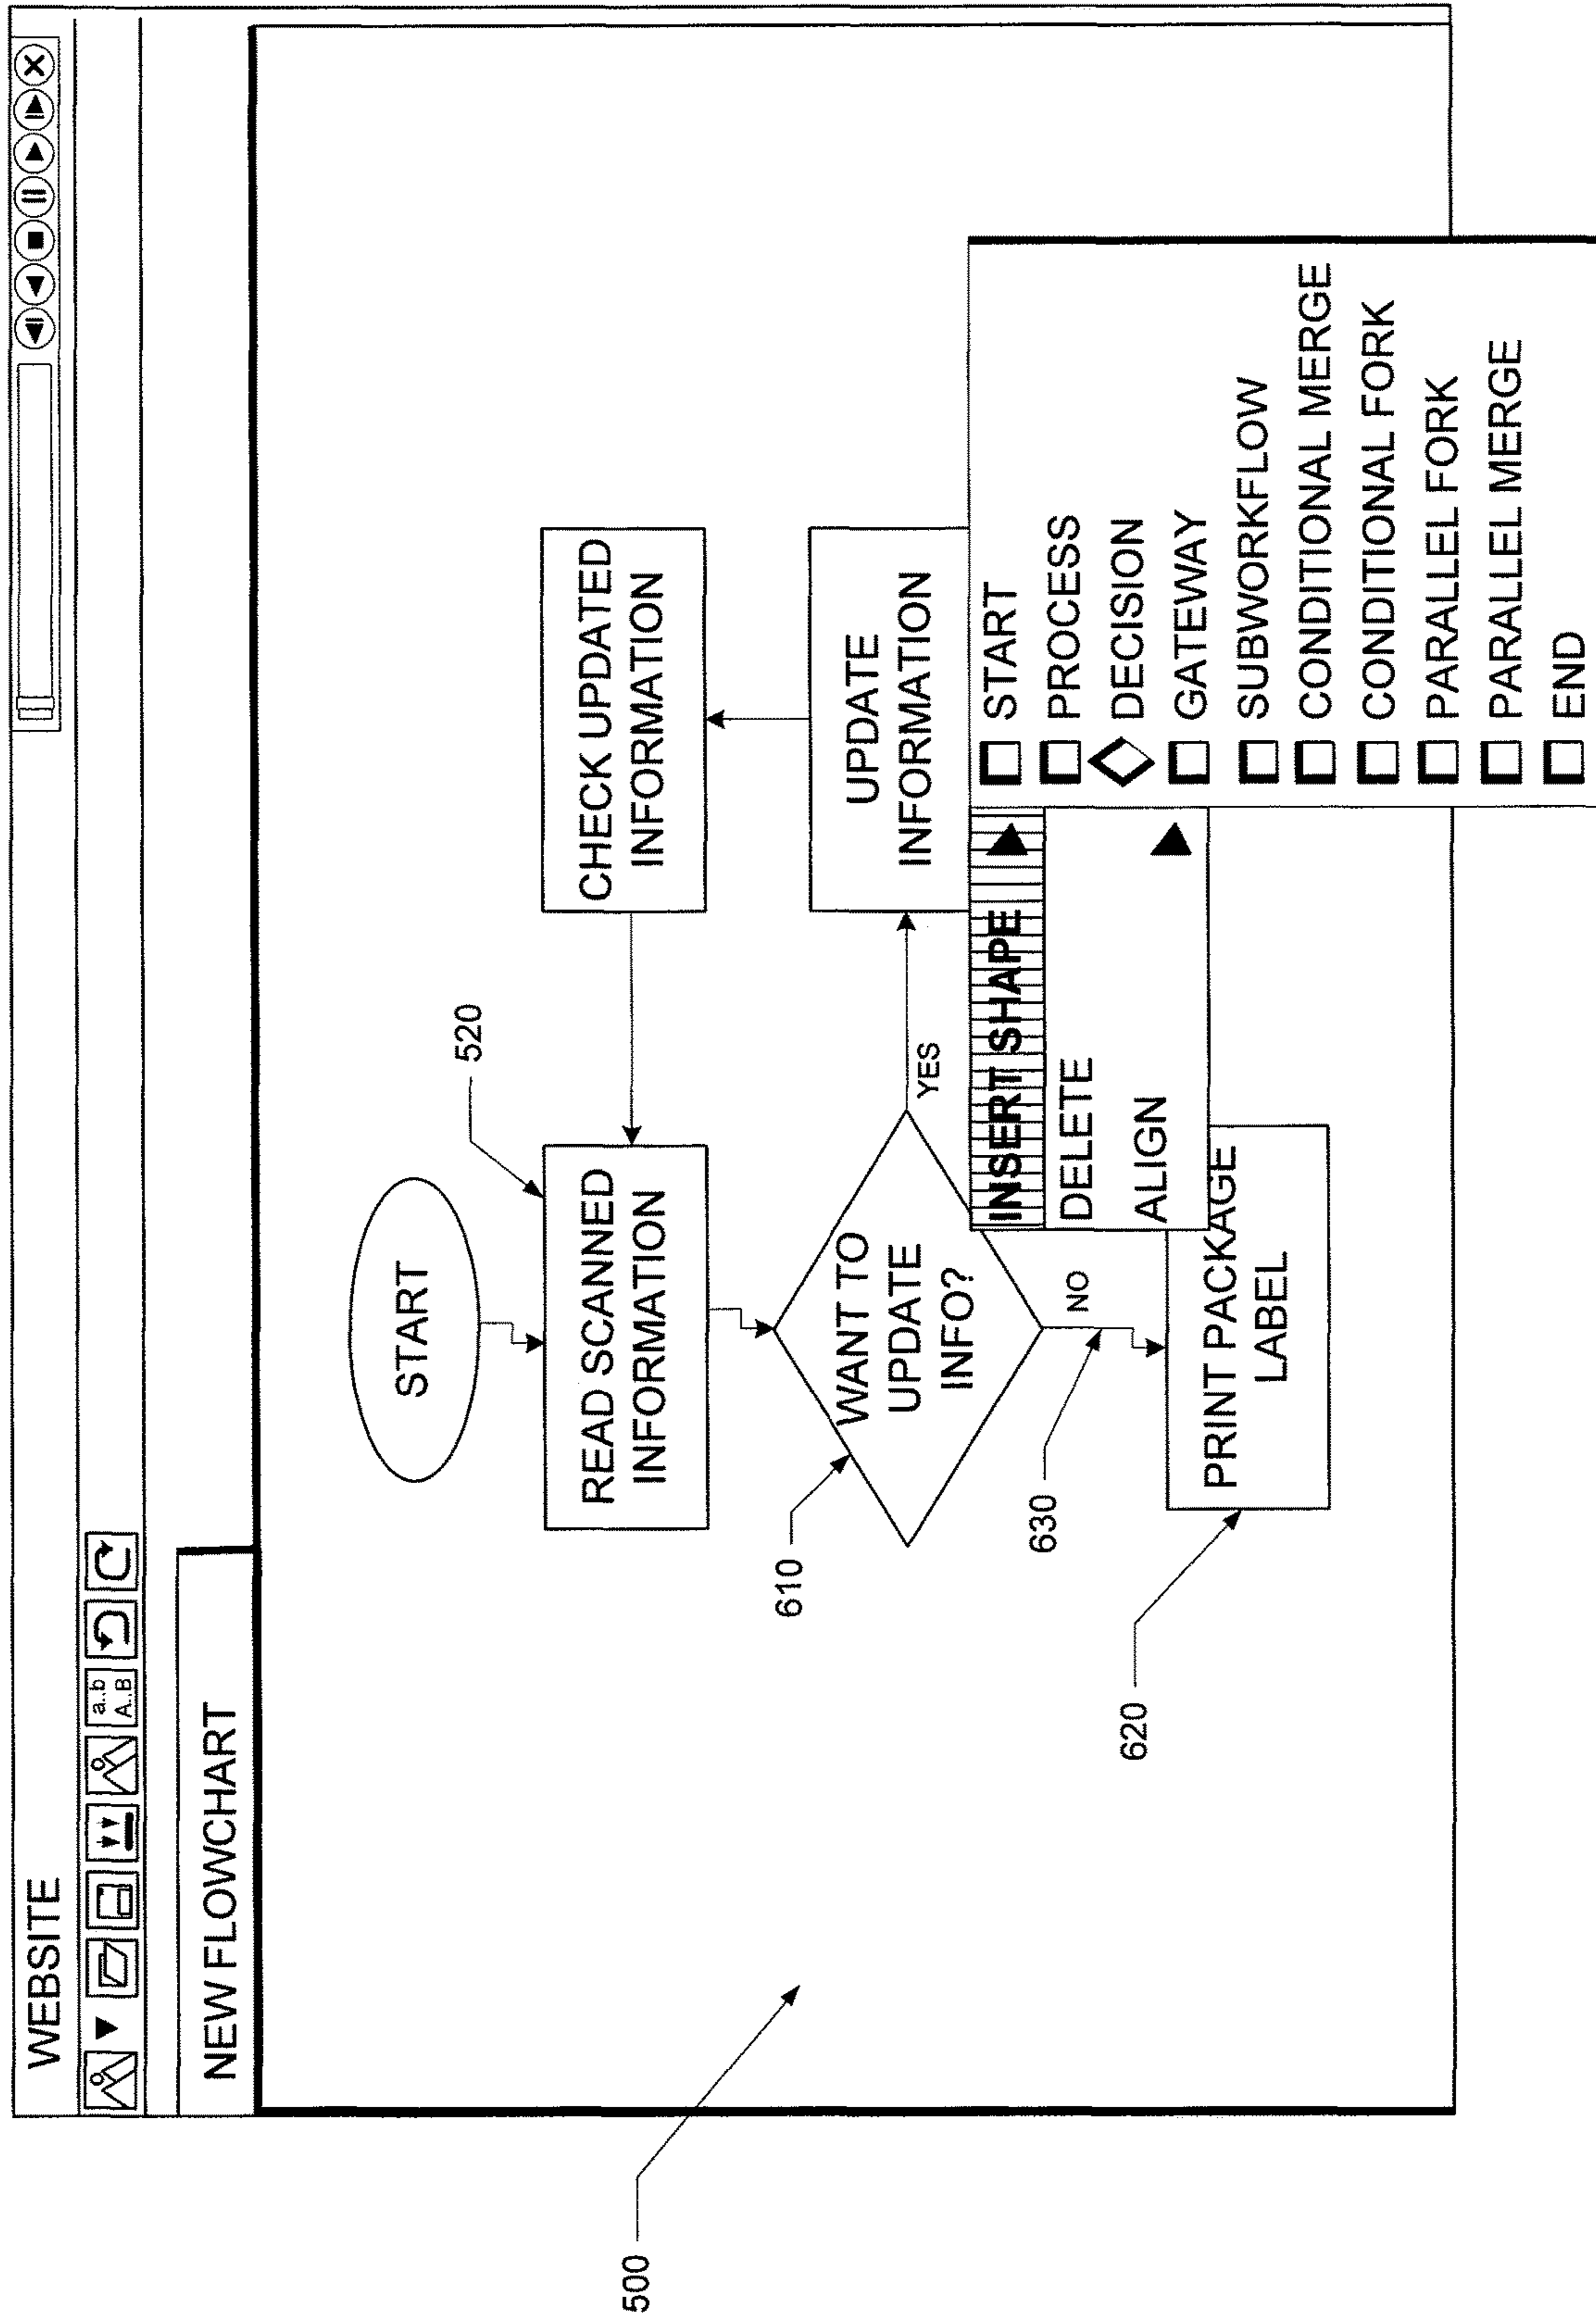 WEBSITE
a..b
A..B
NEW FLOWCHART
500
START
520
READ SCANNED
INFORMATION
CHECK UPDATED
INFORMATION
610
WANT TO
UPDATE
INFO?
YES
UPDATE
INFORMATION
NO
630
620
PRINT PACKAGE
LABEL
INSERT SHAPE
DELETE
ALIGN
START
PROCESS
DECISION
GATEWAY
SUBWORKFLOW
CONDITIONAL MERGE
CONDITIONAL FORK
PARALLEL FORK
PARALLEL MERGE
END